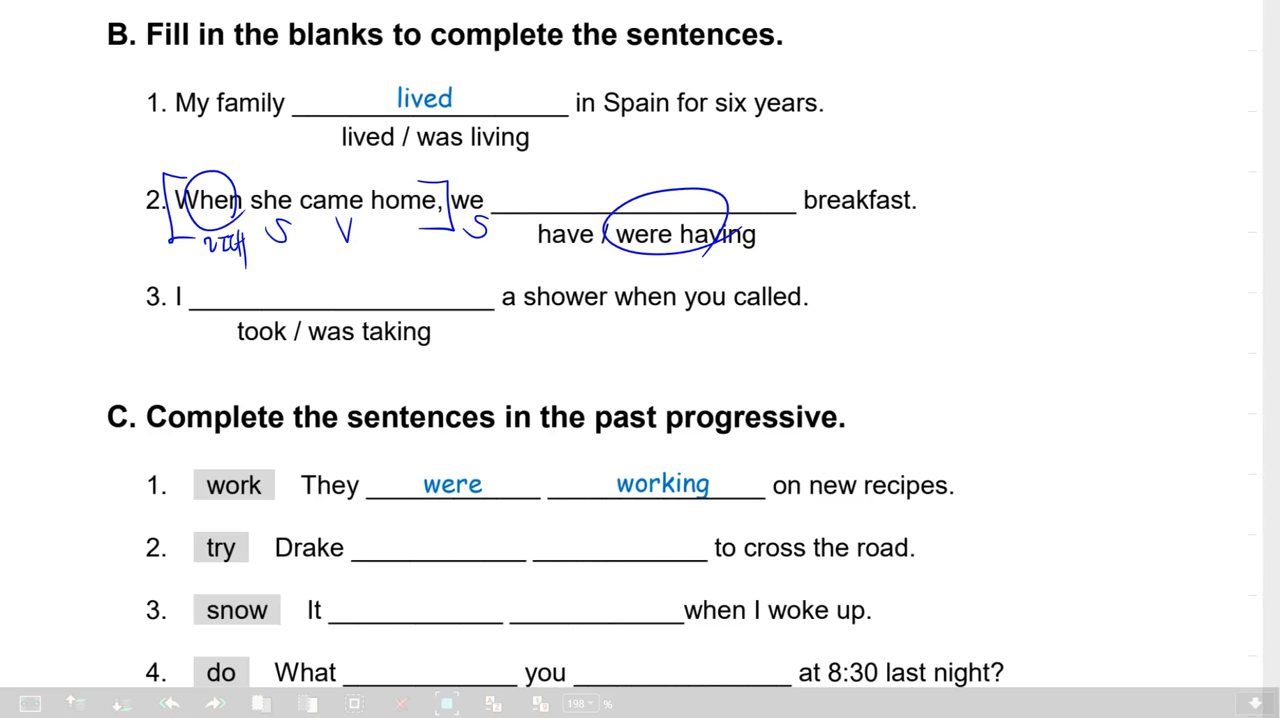 B. Fill in the blanks to complete the sentences.
1. My family lived in Spain for six years.
lived / was living
2. When she came home, we breakfast.
S V S
have / were having
3. I a shower when you called.
took / was taking
C. Complete the sentences in the past progressive.
1. work They were working on new recipes.
2. try Drake to cross the road.
3. snow It when I woke up.
4. do What you at 8:30 last night?
198 %